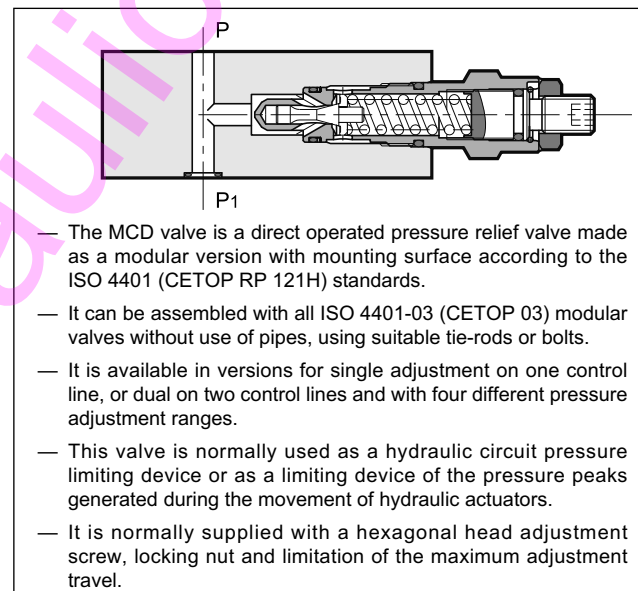 P
P1
— The MCD valve is a direct operated pressure relief valve made
as a modular version with mounting surface according to the
ISO 4401 (CETOP RP 121H) standards.
— It can be assembled with all ISO 4401-03 (CETOP 03) modular
valves without use of pipes, using suitable tie-rods or bolts.
— It is available in versions for single adjustment on one control
line, or dual on two control lines and with four different pressure
adjustment ranges.
— This valve is normally used as a hydraulic circuit pressure
limiting device or as a limiting device of the pressure peaks
generated during the movement of hydraulic actuators.
— It is normally supplied with a hexagonal head adjustment
screw, locking nut and limitation of the maximum adjustment
travel.